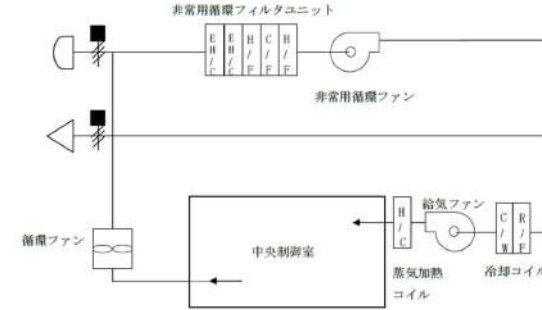 非常用循環フィルタユニット
EH/C
EH/C
H/F
C/F
H/F
非常用循環ファン
循環ファン
中央制御室
H/C
蒸気加熱
コイル
給気ファン
C/W
R/F
冷却コイル